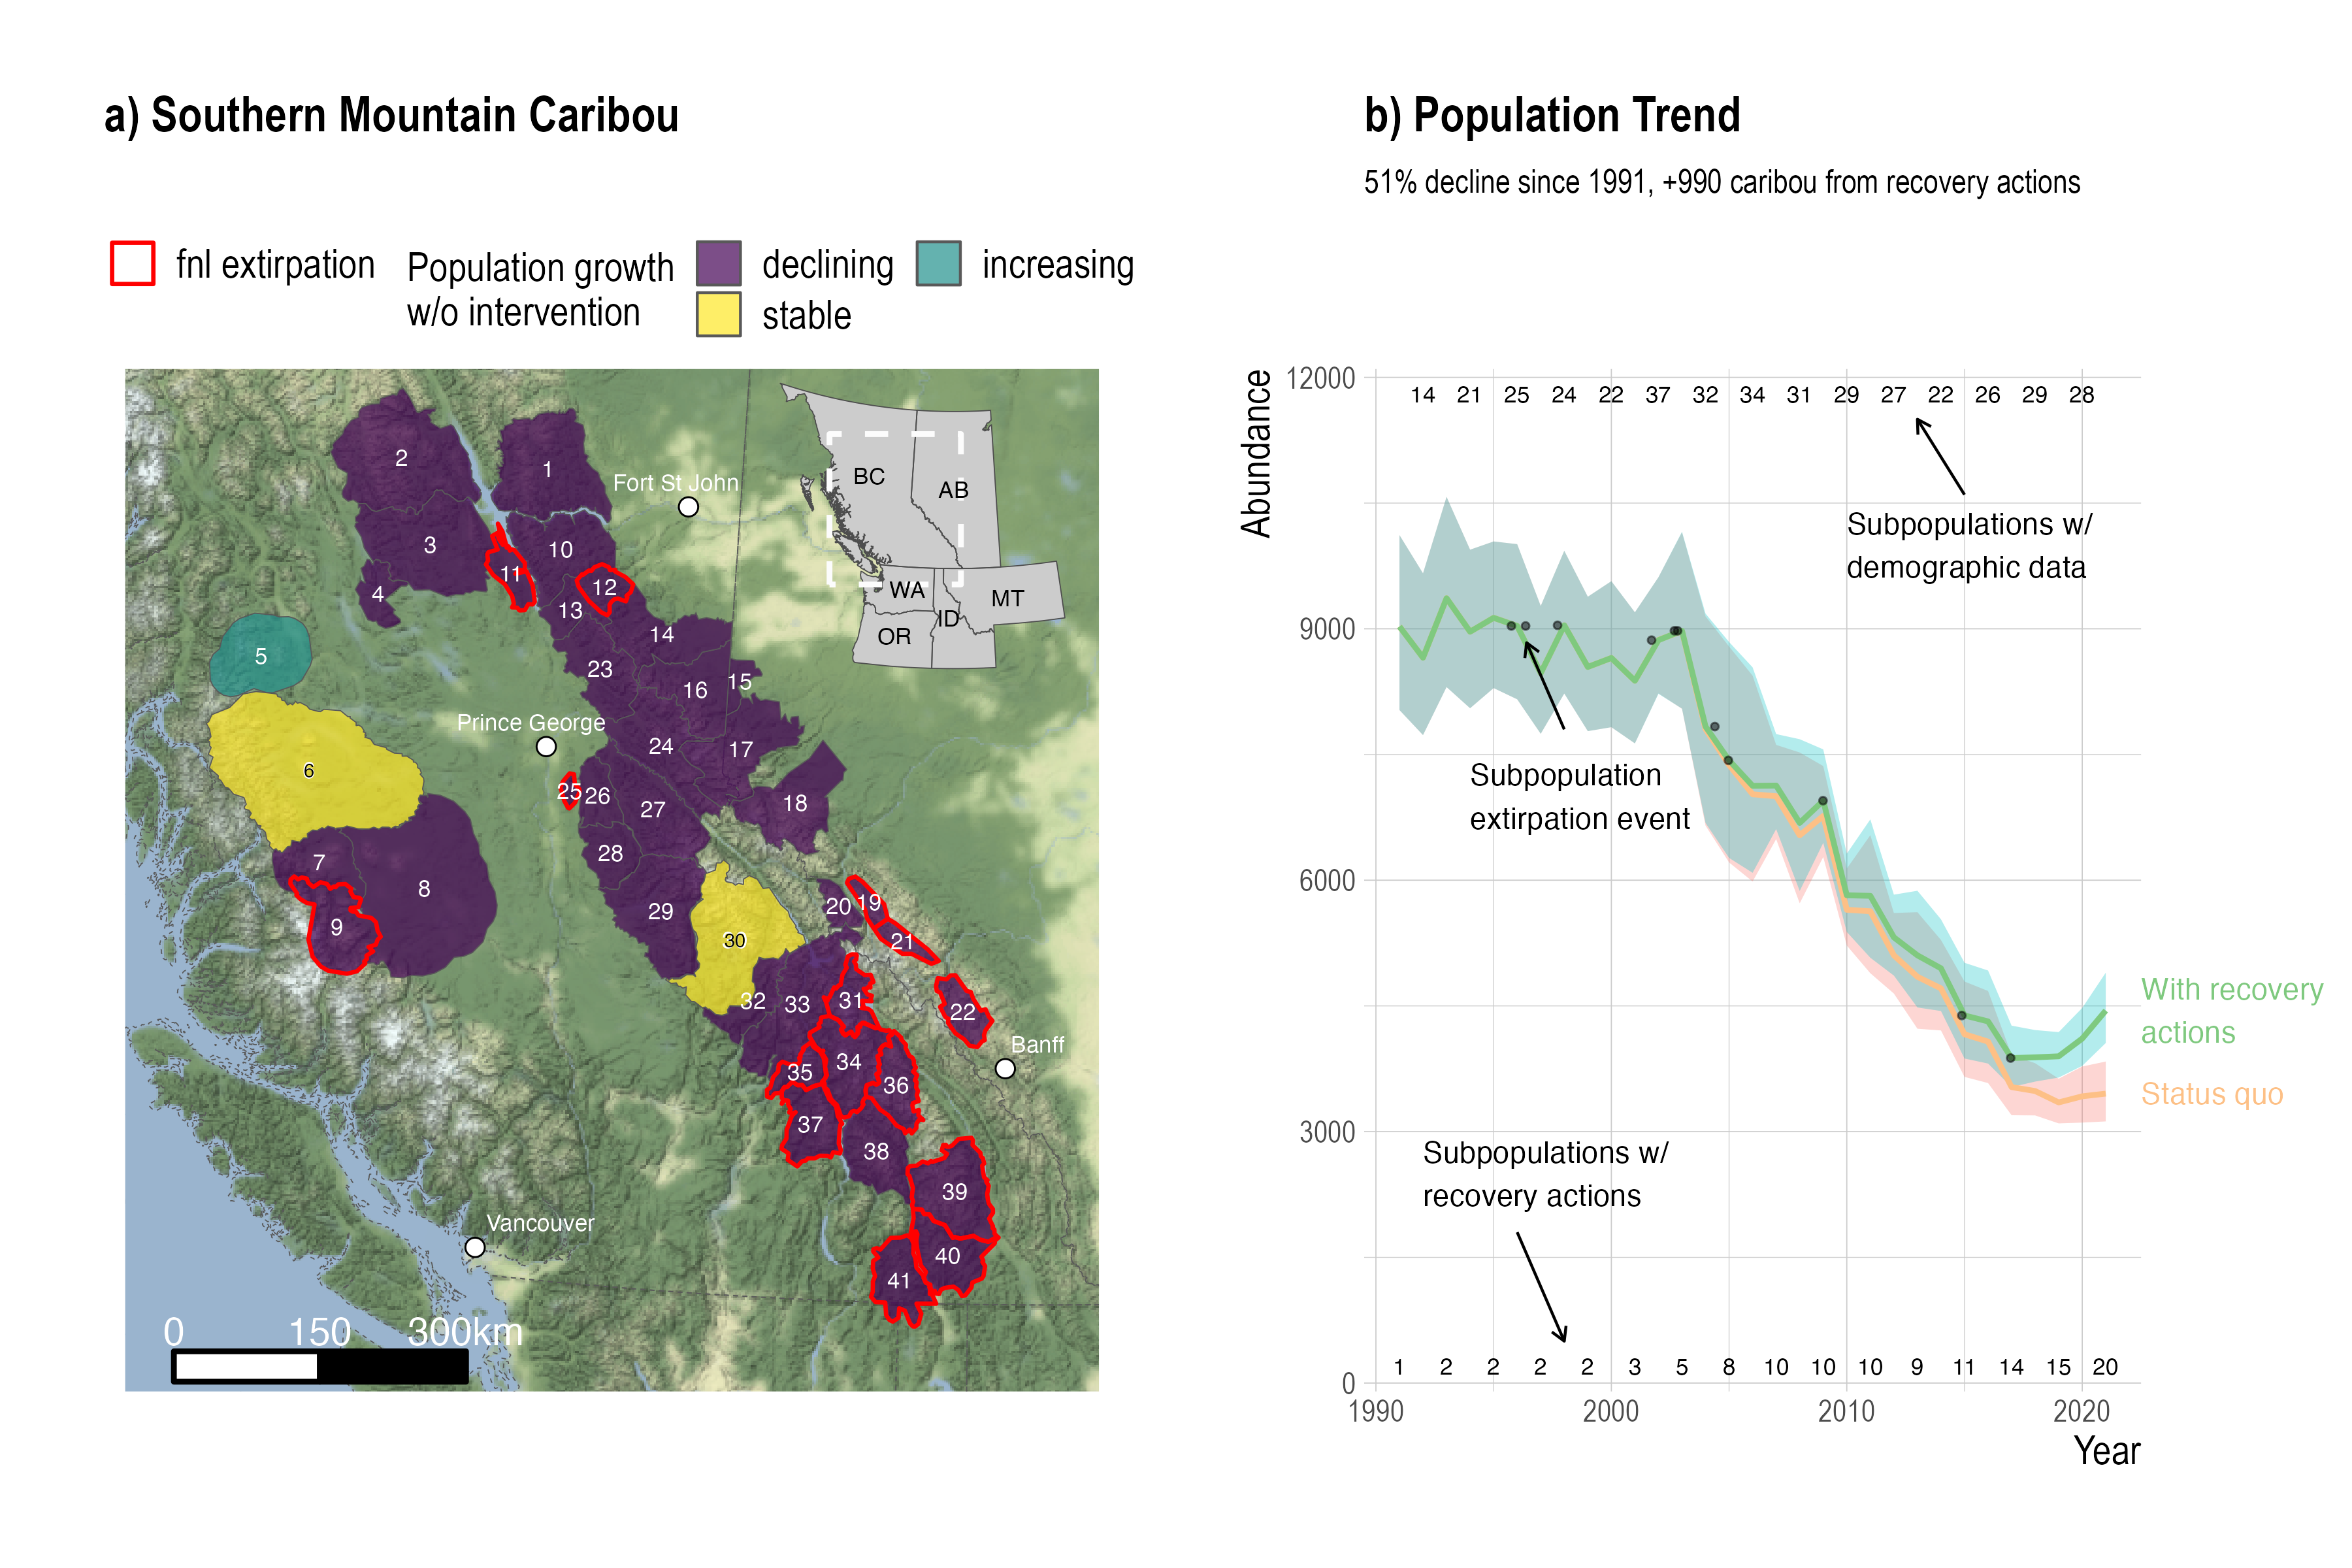 a) Southern Mountain Caribou
fnl extirpation
Population growth
w/o intervention
declining
increasing
stable
2
1
Fort St John
3
10
11
12
4
13
14
5
23
15
16
Prince George
24
17
6
25
26
27
18
28
7
8
29
20
19
9
30
21
32
33
31
22
Banff
34
35
36
37
38
39
Vancouver
40
41
BC
AB
WA
MT
ID
OR
0 150 300km
b) Population Trend
51% decline since 1991, +990 caribou from recovery actions
Abundance
12000
9000
6000
3000
0
14 21 25 24 22 37 32 34 31 29 27 22 26 29 28
Subpopulations w/
demographic data
Subpopulation
extirpation event
With recovery
actions
Status quo
Subpopulations w/
recovery actions
1 2 2 2 2 3 5 8 10 10 10 9 11 14 15 20
1990 2000 2010 2020
Year